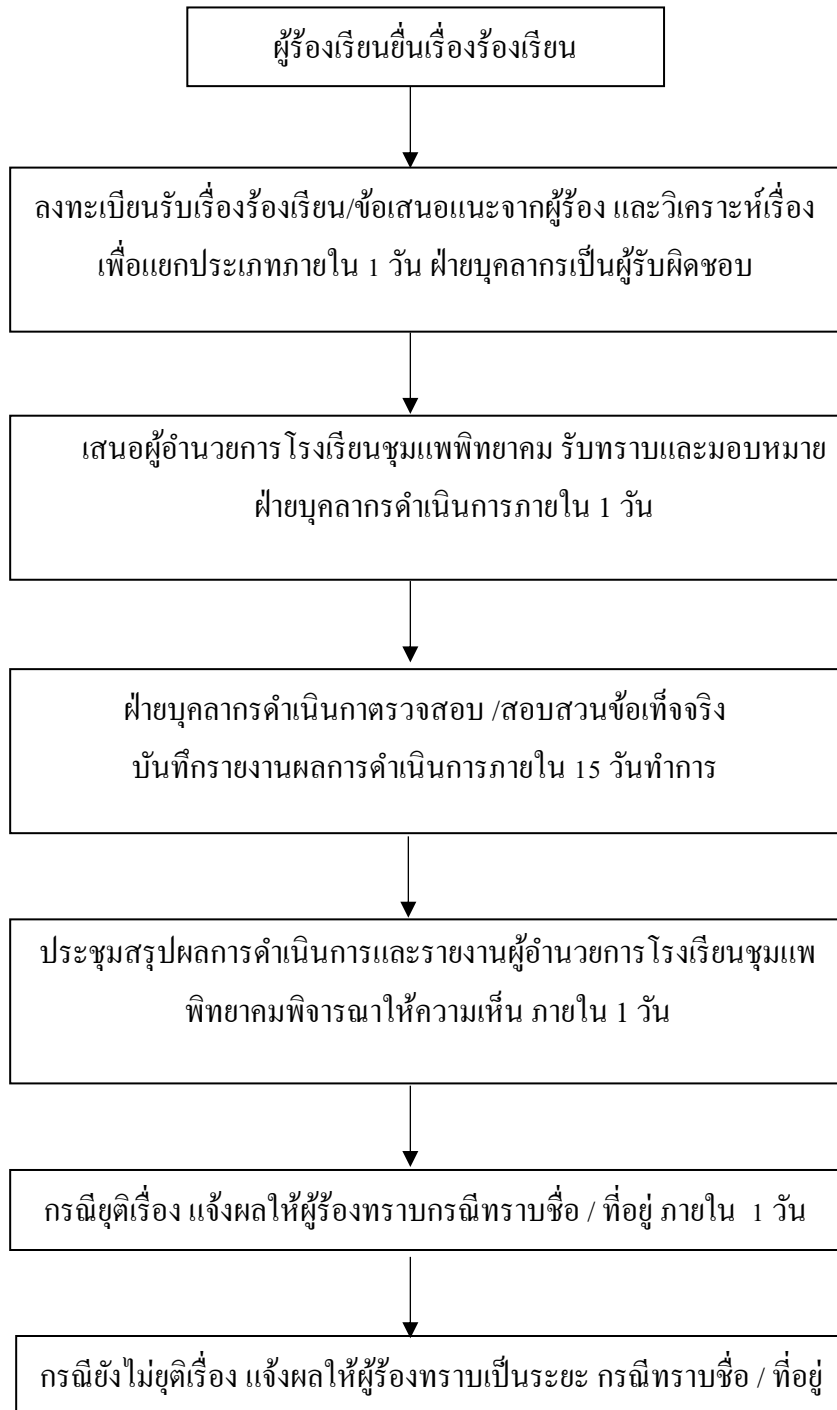 ผู้ร้องเรียนยื่นเรื่องร้องเรียน
ลงทะเบียนรับเรื่องร้องเรียน/ข้อเสนอแนะจากผู้ร้อง และวิเคราะห์เรื่อง
เพื่อแยกประเภทภายใน 1 วัน ฝ่ายบุคลากรเป็นผู้รับผิดชอบ
เสนอผู้อำนวยการโรงเรียนชุมแพพิทยาคม รับทราบและมอบหมาย
ฝ่ายบุคลากรดำเนินการภายใน 1 วัน
ฝ่ายบุคลากรดำเนินกาตรวจสอบ /สอบสวนข้อเท็จจริง
บันทึกรายงานผลการดำเนินการภายใน 15 วันทำการ
ประชุมสรุปผลการดำเนินการและรายงานผู้อำนวยการโรงเรียนชุมแพ
พิทยาคมพิจารณาให้ความเห็น ภายใน 1 วัน
กรณียุติเรื่อง แจ้งผลให้ผู้ร้องทราบกรณีทราบชื่อ / ที่อยู่ ภายใน 1 วัน
กรณียังไม่ยุติเรื่อง แจ้งผลให้ผู้ร้องทราบเป็นระยะ กรณีทราบชื่อ / ที่อยู่